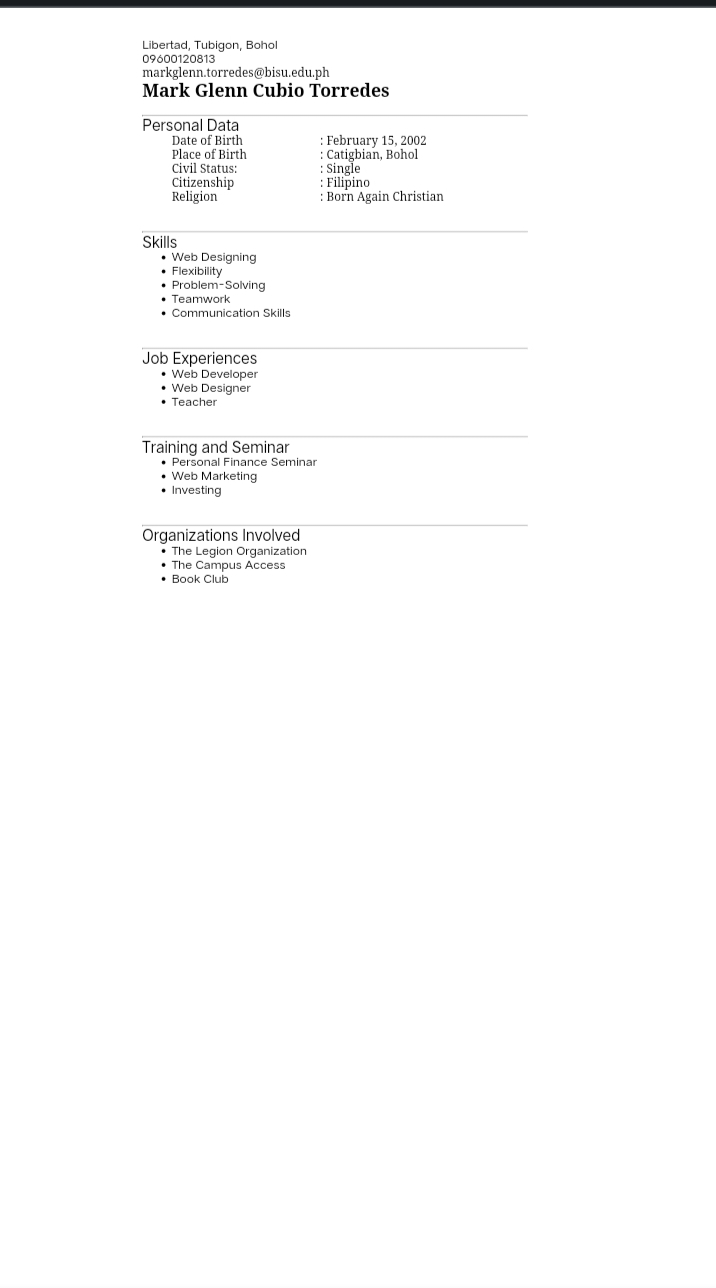 Libertad, Tubigon, Bohol
09600120813
markglenn.torredes@bisu.edu.ph
Mark Glenn Cubio Torredes
Personal Data
Date of Birth : February 15, 2002
Place of Birth : Catigbian, Bohol
Civil Status: : Single
Citizenship : Filipino
Religion : Born Again Christian
Skills
• Web Designing
• Flexibility
• Problem-Solving
• Teamwork
• Communication Skills
Job Experiences
• Web Developer
• Web Designer
• Teacher
Training and Seminar
• Personal Finance Seminar
• Web Marketing
• Investing
Organizations Involved
• The Legion Organization
• The Campus Access
• Book Club